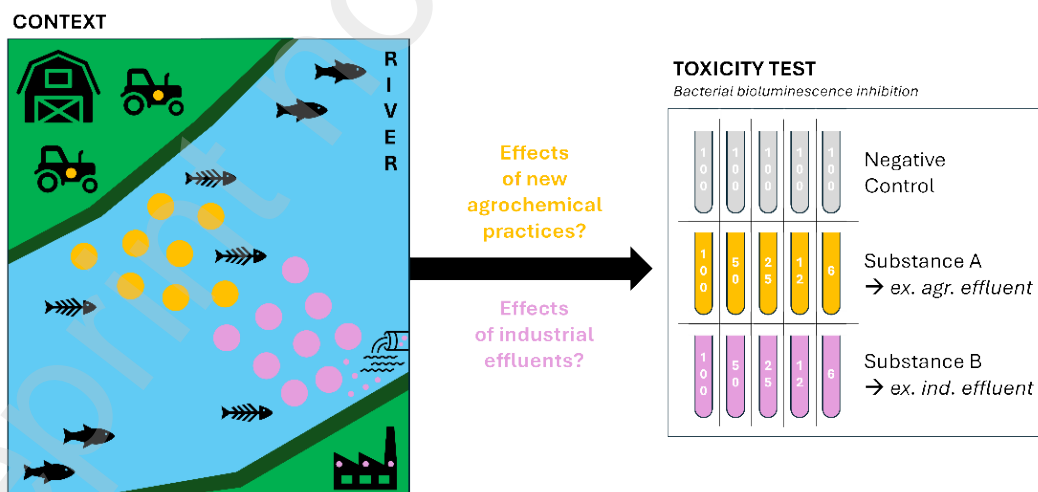 CONTEXT
RIVER
Effects
of new
agrochemical
practices?
Effects
of industrial
effluents?
TOXICITY TEST
Bacterial bioluminescence inhibition
100 100 100 100 100
Negative
Control
100 50 25 12 6
Substance A
→ ex. agr. effluent
100 50 25 12 6
Substance B
→ ex. ind. effluent